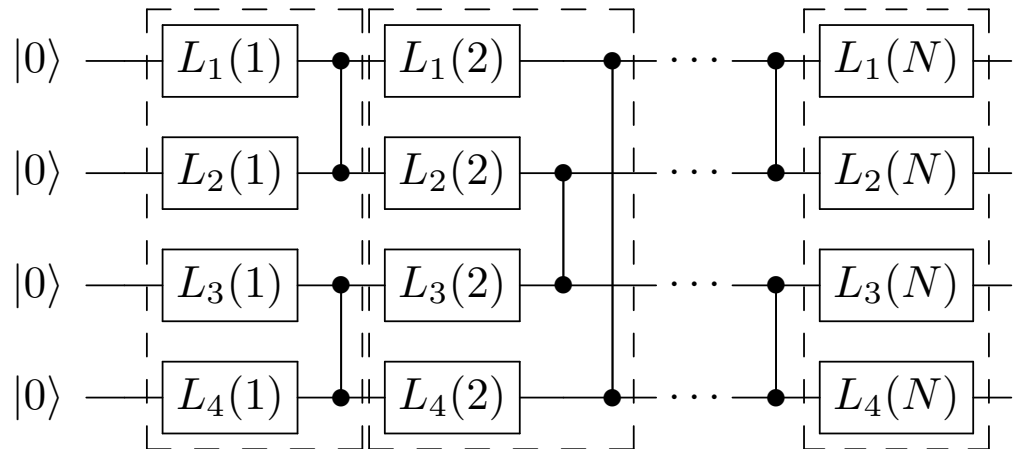 |0⟩ L₁(1) L₁(2) ··· L₁(N)
|0⟩ L₂(1) L₂(2) ··· L₂(N)
|0⟩ L₃(1) L₃(2) ··· L₃(N)
|0⟩ L₄(1) L₄(2) ··· L₄(N)